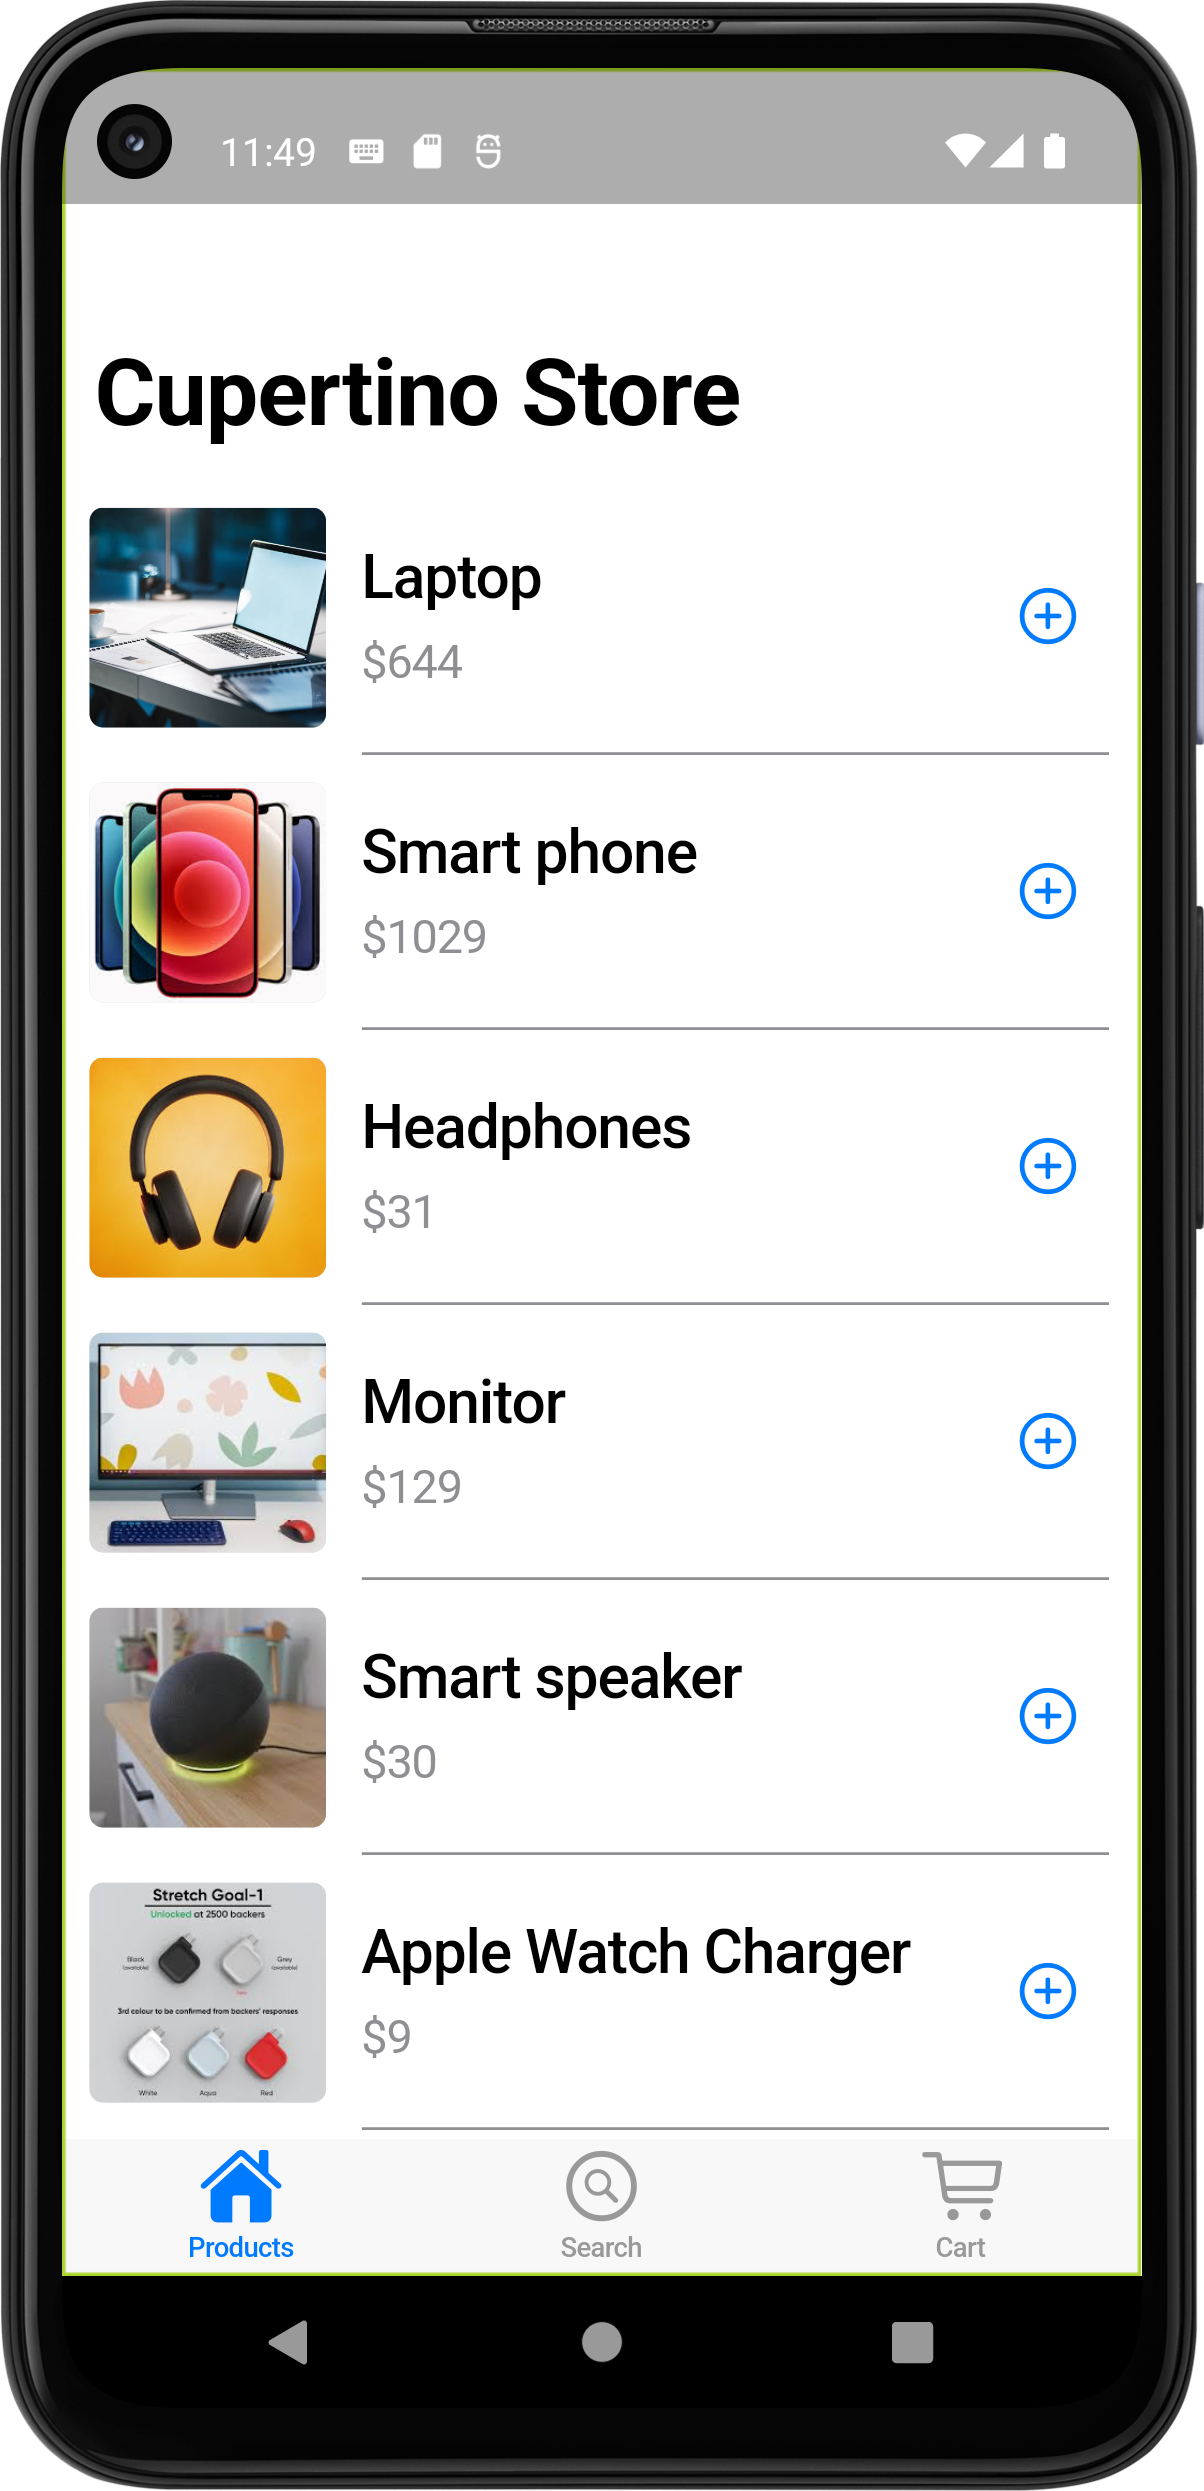 11:49
Cupertino Store
Laptop
$644
Smart phone
$1029
Headphones
$31
Monitor
$129
Smart speaker
$30
Stretch Goal-1
Unlocked at 2500 backers
Black
(available)
Grey
(available)
3rd colour to be confirmed from backers' responses
White
Aqua
Red
Apple Watch Charger
$9
Products
Search
Cart